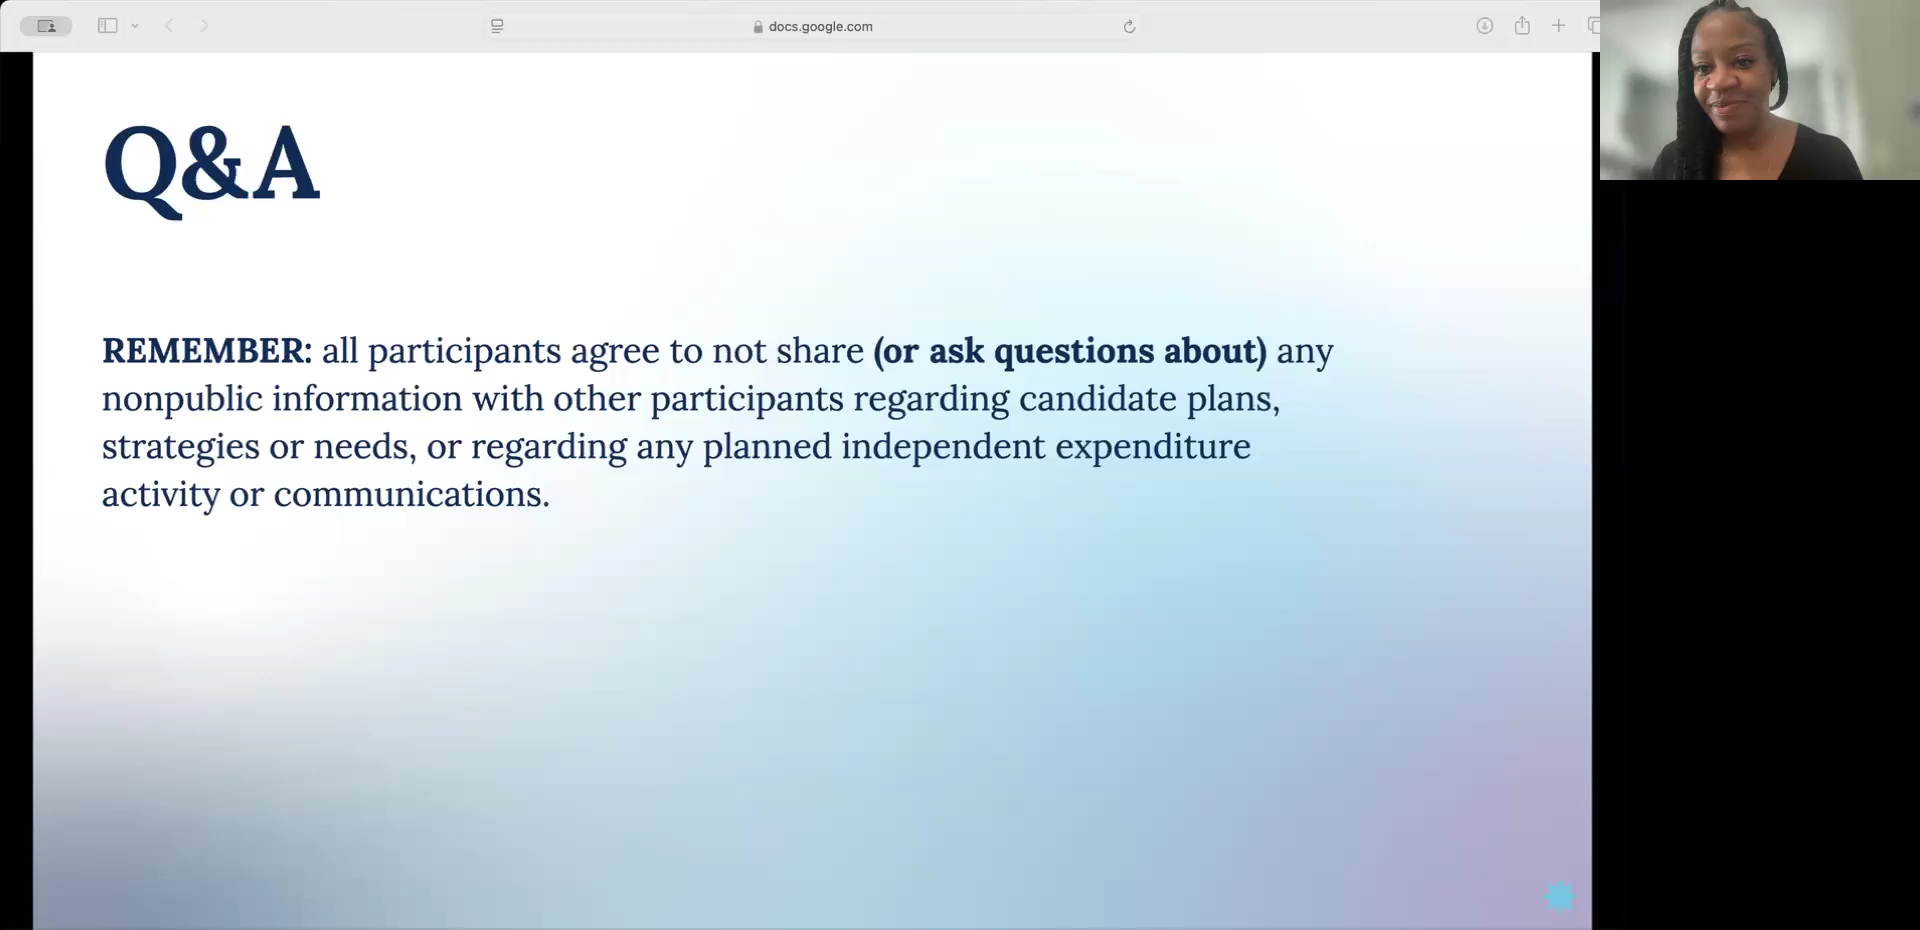 docs.google.com
Q&A
REMEMBER: all participants agree to not share (or ask questions about) any
nonpublic information with other participants regarding candidate plans,
strategies or needs, or regarding any planned independent expenditure
activity or communications.